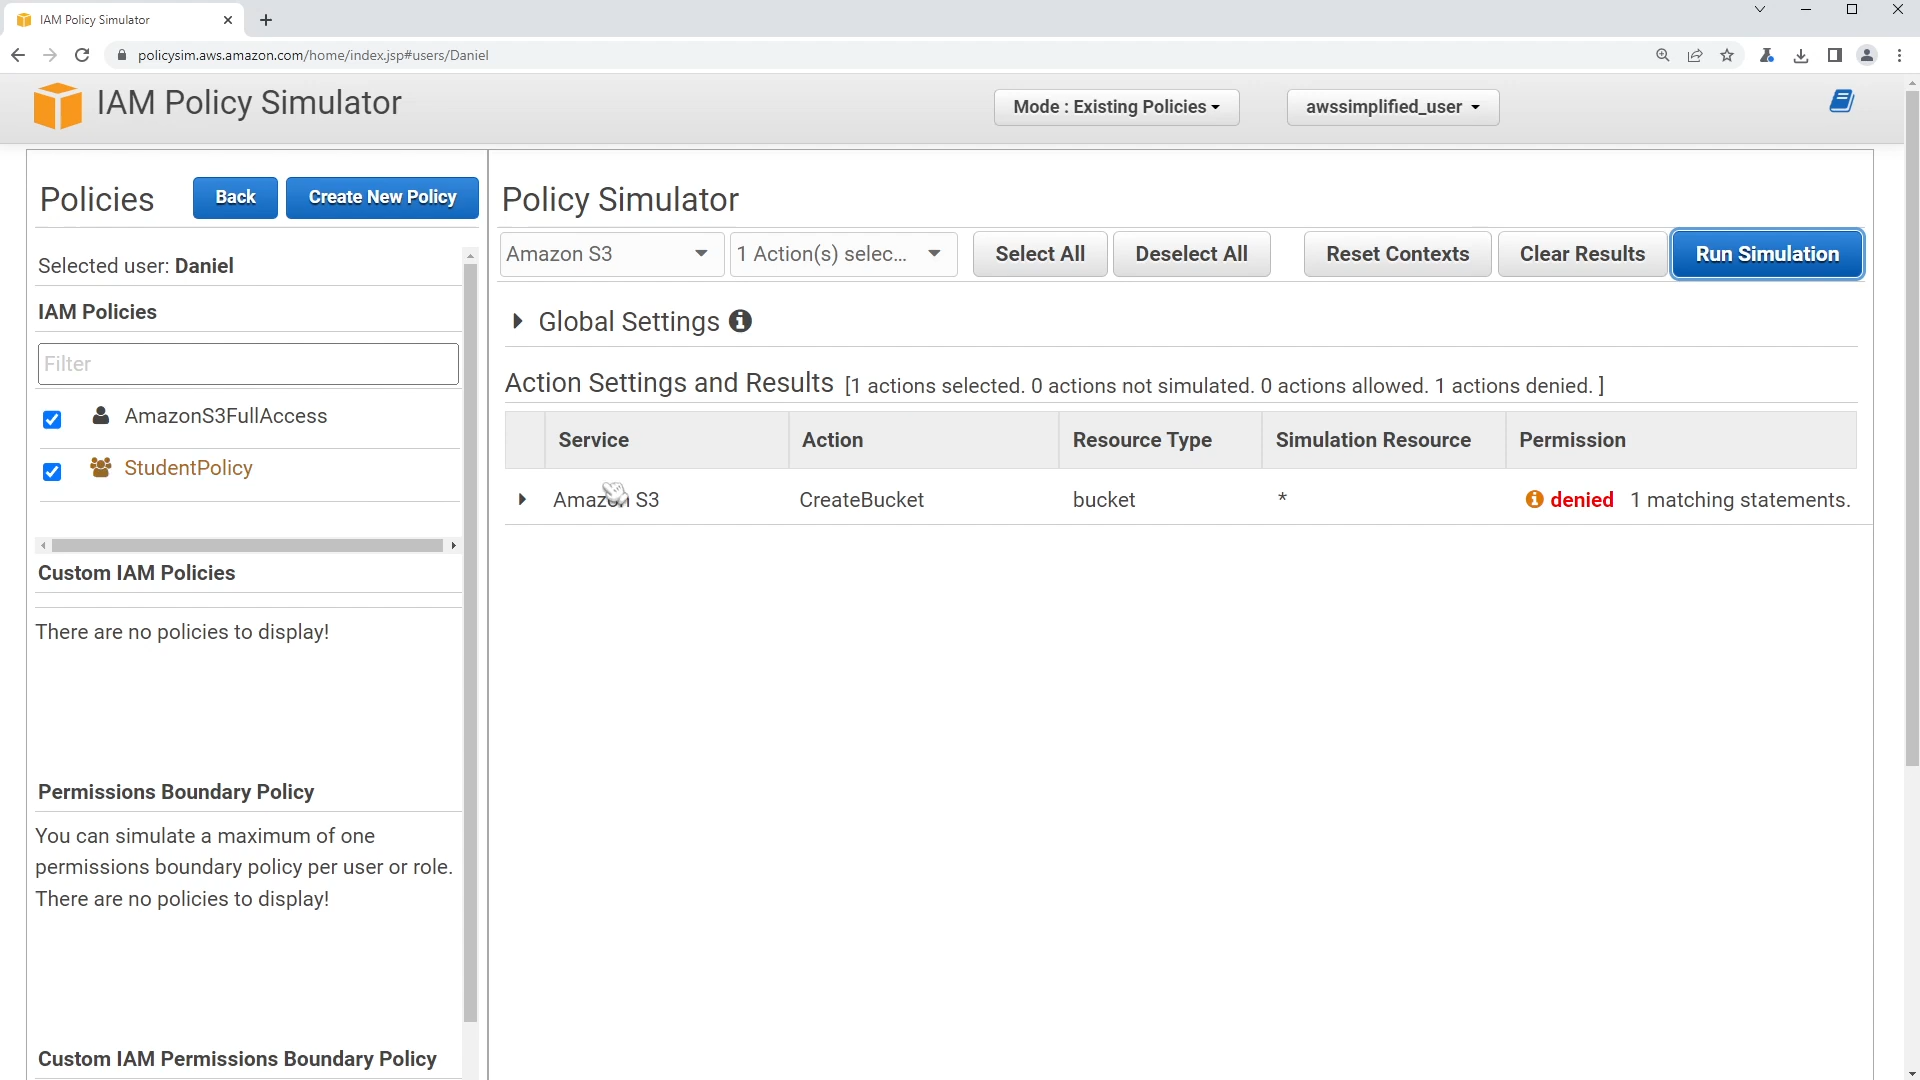 IAM Policy Simulator
policysim.aws.amazon.com/home/index.jsp#users/Daniel
IAM Policy Simulator
Mode : Existing Policies
awssimplified_user
Policies
Back
Create New Policy
Selected user: Daniel
IAM Policies
Filter
AmazonS3FullAccess
StudentPolicy
Custom IAM Policies
There are no policies to display!
Permissions Boundary Policy
You can simulate a maximum of one
permissions boundary policy per user or role.
There are no policies to display!
Custom IAM Permissions Boundary Policy
Policy Simulator
Amazon S3
1 Action(s) selec...
Select All
Deselect All
Reset Contexts
Clear Results
Run Simulation
Global Settings
Action Settings and Results [1 actions selected. 0 actions not simulated. 0 actions allowed. 1 actions denied. ]
Service Action Resource Type Simulation Resource Permission
Amazon S3 CreateBucket bucket * denied 1 matching statements.